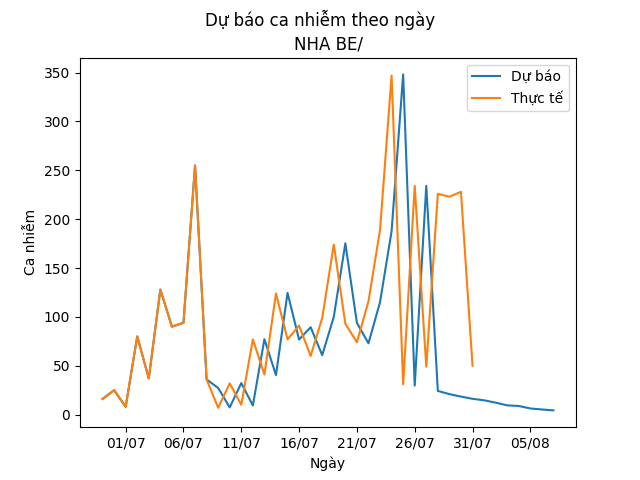 Dự báo ca nhiễm theo ngày
NHA BE/
Dự báo
Thực tế
350
300
250
200
150
100
50
0
Ca nhiễm
01/07
06/07
11/07
16/07
21/07
26/07
31/07
05/08
Ngày